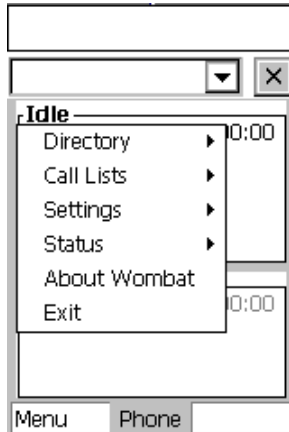 Idle
Directory
00:00
Call Lists
Settings
Status
About Wombat
Exit
00:00
Menu Phone